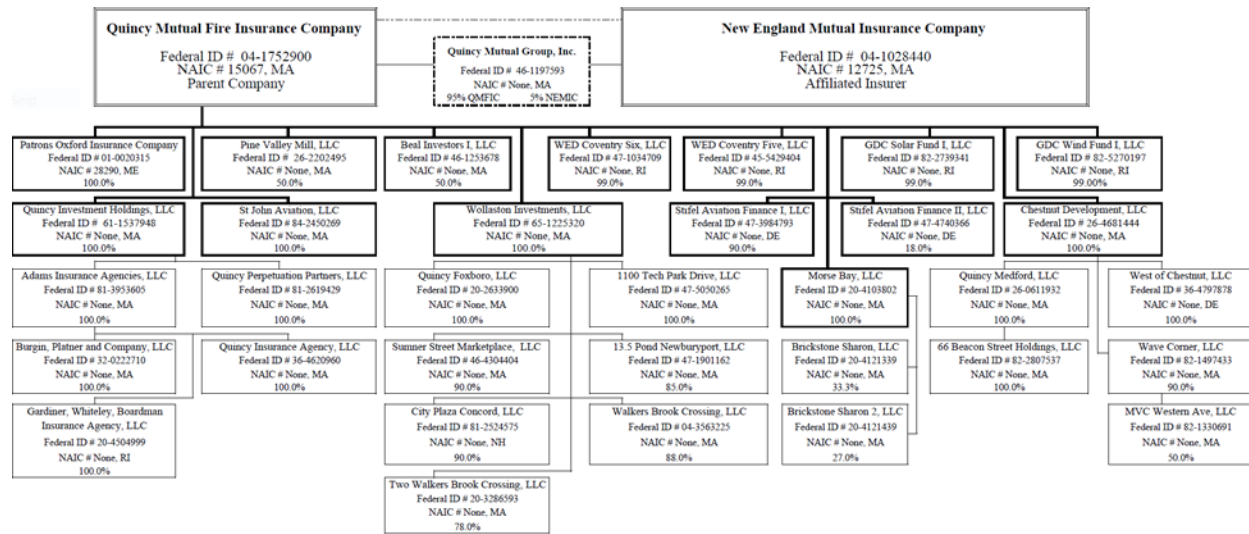 Quincy Mutual Fire Insurance Company
Federal ID # 04-1752900
NAIC # 15067, MA
Parent Company
Quincy Mutual Group, Inc.
Federal ID # 46-1197593
NAIC # None, MA
95% QMFIC 5% NEMIC
New England Mutual Insurance Company
Federal ID # 04-1028440
NAIC # 12725, MA
Affiliated Insurer
Patrons Oxford Insurance Company
Federal ID # 01-0020315
NAIC # 28290, ME
100.0%
Pine Valley Mill, LLC
Federal ID # 26-2202495
NAIC # None, MA
50.0%
Beal Investors I, LLC
Federal ID # 46-1253678
NAIC # None, MA
50.0%
WED Coventry Six, LLC
Federal ID # 47-1034709
NAIC # None, RI
99.0%
WED Coventry Five, LLC
Federal ID # 45-5429404
NAIC # None, RI
99.0%
GDC Solar Fund I, LLC
Federal ID # 82-2739341
NAIC # None, RI
99.0%
GDC Wind Fund I, LLC
Federal ID # 82-5270197
NAIC # None, RI
99.00%
Quincy Investment Holdings, LLC
Federal ID # 61-1537948
NAIC # None, MA
100.0%
St John Aviation, LLC
Federal ID # 84-2450269
NAIC # None, MA
100.0%
Wollaston Investments, LLC
Federal ID # 65-1225320
NAIC # None, MA
100.0%
Stifel Aviation Finance I, LLC
Federal ID # 47-3984793
NAIC # None, DE
90.0%
Stifel Aviation Finance II, LLC
Federal ID # 47-4740366
NAIC # None, DE
18.0%
Chestnut Development, LLC
Federal ID # 26-4681444
NAIC # None, MA
100.0%
Adams Insurance Agencies, LLC
Federal ID # 81-3953605
NAIC # None, MA
100.0%
Quincy Perpetuation Partners, LLC
Federal ID # 81-2619429
NAIC # None, MA
100.0%
Quincy Foxboro, LLC
Federal ID # 20-2633900
NAIC # None, MA
100.0%
1100 Tech Park Drive, LLC
Federal ID # 47-5050265
NAIC # None, MA
100.0%
Morse Bay, LLC
Federal ID # 20-4103802
NAIC # None, MA
100.0%
Quincy Medford, LLC
Federal ID # 26-0611932
NAIC # None, MA
100.0%
West of Chestnut, LLC
Federal ID # 36-4797878
NAIC # None, DE
100.0%
Burgin, Platner and Company, LLC
Federal ID # 32-0222710
NAIC # None, MA
100.0%
Quincy Insurance Agency, LLC
Federal ID # 36-4620960
NAIC # None, MA
100.0%
Sumner Street Marketplace, LLC
Federal ID # 46-4304404
NAIC # None, MA
90.0%
13.5 Pond Newburyport, LLC
Federal ID # 47-1901162
NAIC # None, MA
85.0%
Brickstone Sharon, LLC
Federal ID # 20-4121339
NAIC # None, MA
33.3%
66 Beacon Street Holdings, LLC
Federal ID # 82-2807537
NAIC # None, MA
100.0%
Wave Corner, LLC
Federal ID # 82-1497433
NAIC # None, MA
90.0%
Gardiner, Whiteley, Boardman
Insurance Agency, LLC
Federal ID # 20-4504999
NAIC # None, RI
100.0%
City Plaza Concord, LLC
Federal ID # 81-2524575
NAIC # None, NH
90.0%
Walkers Brook Crossing, LLC
Federal ID # 04-3563225
NAIC # None, MA
88.0%
Brickstone Sharon 2, LLC
Federal ID # 20-4121439
NAIC # None, MA
27.0%
MVC Western Ave, LLC
Federal ID # 82-1330691
NAIC # None, MA
50.0%
Two Walkers Brook Crossing, LLC
Federal ID # 20-3286593
NAIC # None, MA
78.0%